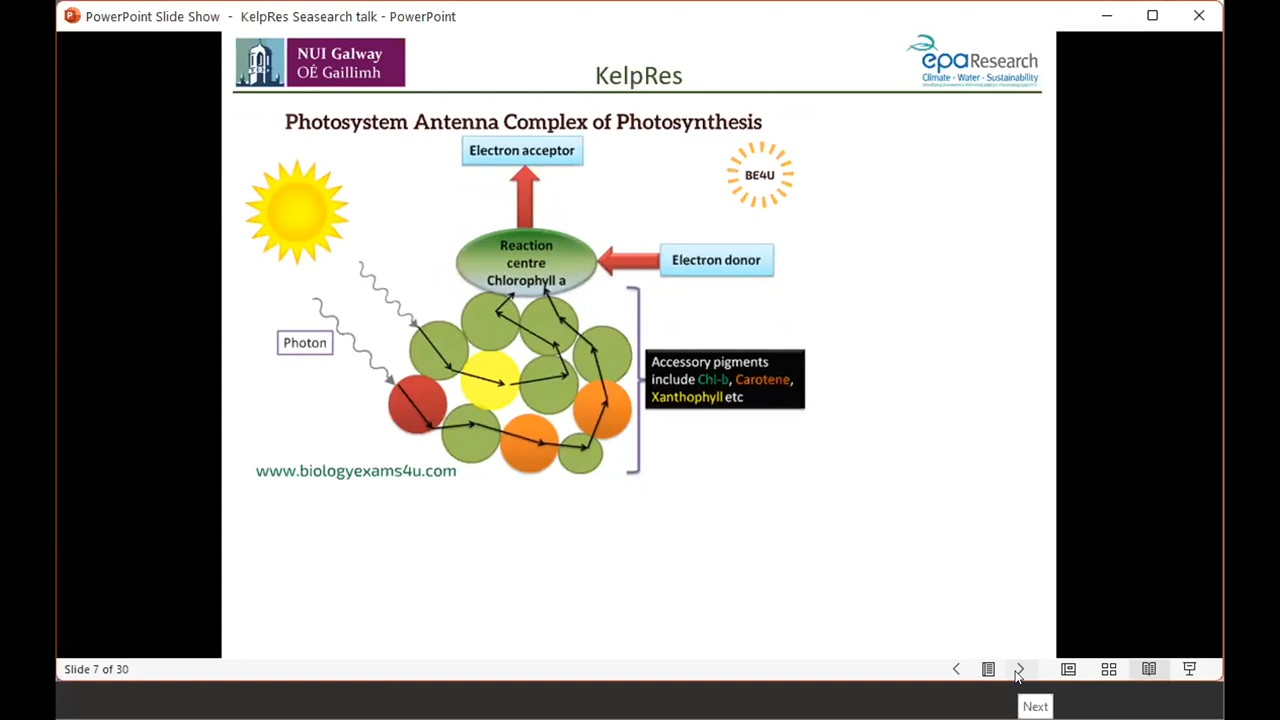 PowerPoint Slide Show - KelpRes Seasearch talk - PowerPoint
NUI Galway
OÉ Gaillimh
KelpRes
epaResearch
Climate - Water - Sustainability
Photosystem Antenna Complex of Photosynthesis
Electron acceptor
BE4U
Reaction
centre
Chlorophyll a
Electron donor
Photon
Accessory pigments
include Chl-b, Carotene,
Xanthophyll etc
www.biologyexams4u.com
Slide 7 of 30
Next